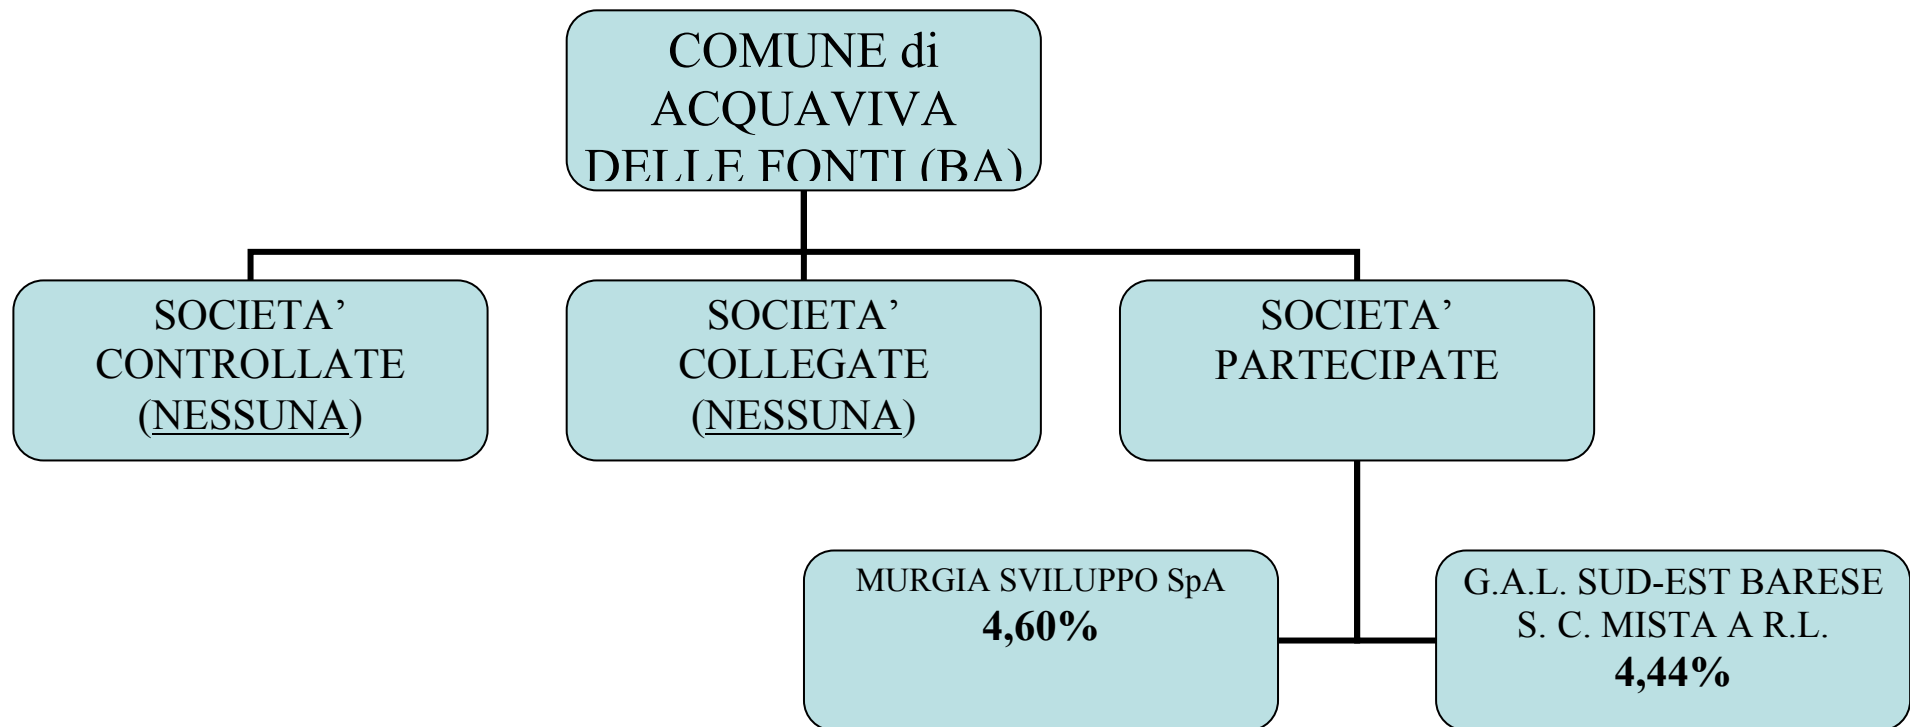 COMUNE di
ACQUAVIVA
DELLE FONTI (BA)
SOCIETA’
CONTROLLATE
(NESSUNA)
SOCIETA’
COLLEGATE
(NESSUNA)
SOCIETA’
PARTECIPATE
MURGIA SVILUPPO SpA
4,60%
G.A.L. SUD-EST BARESE
S. C. MISTA A R.L.
4,44%